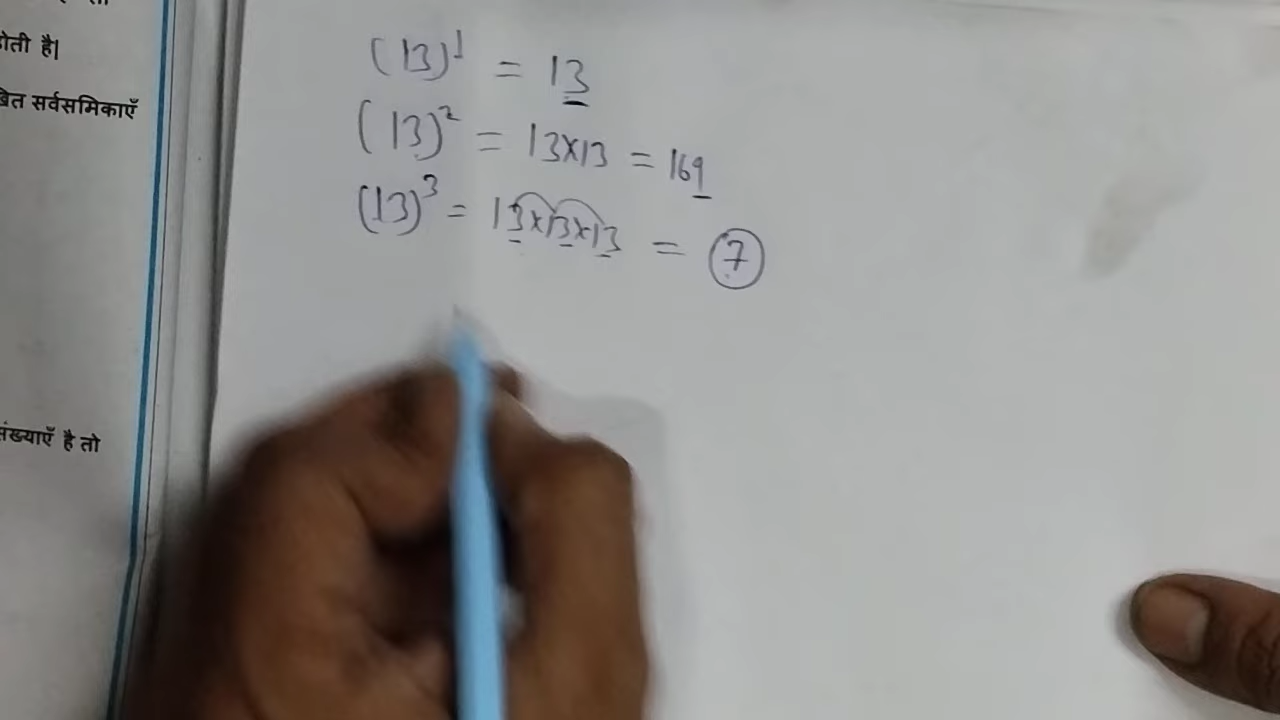 होती है।
सर्वसमिकाएँ
संख्याएँ है तो
(13)¹ = 13
(13)² = 13×13 = 169
(13)³ = 13×13×13 = 7